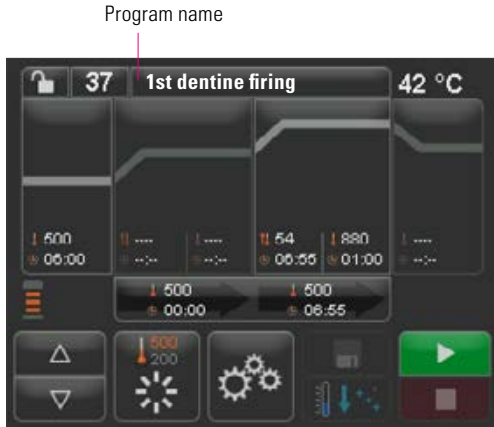 Program name
37 1st dentine firing 42 °C
500 ---- ---- 54 880 ----
06:00 --:-- --:-- 06:55 01:00 --:--
500 500
00:00 06:55
500
200